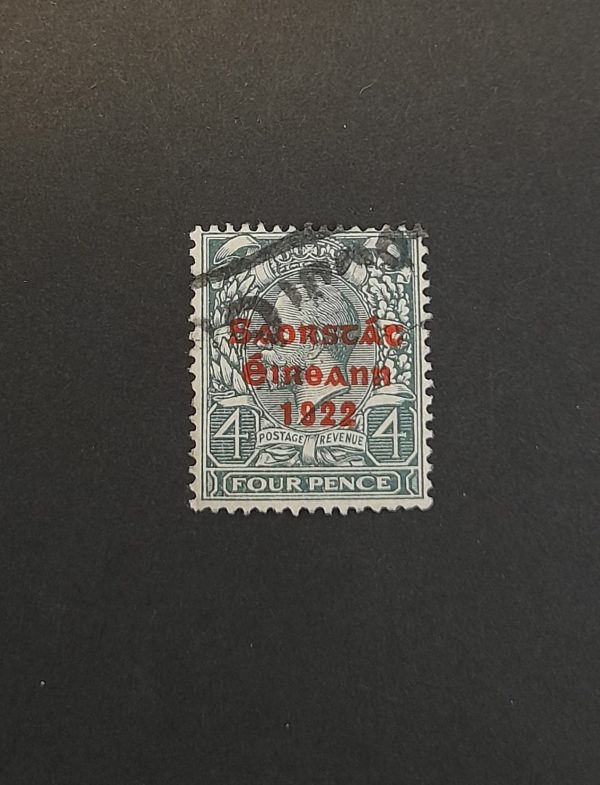 Saorstát
Éireann
1922
4 POSTAGE REVENUE 4
FOUR PENCE